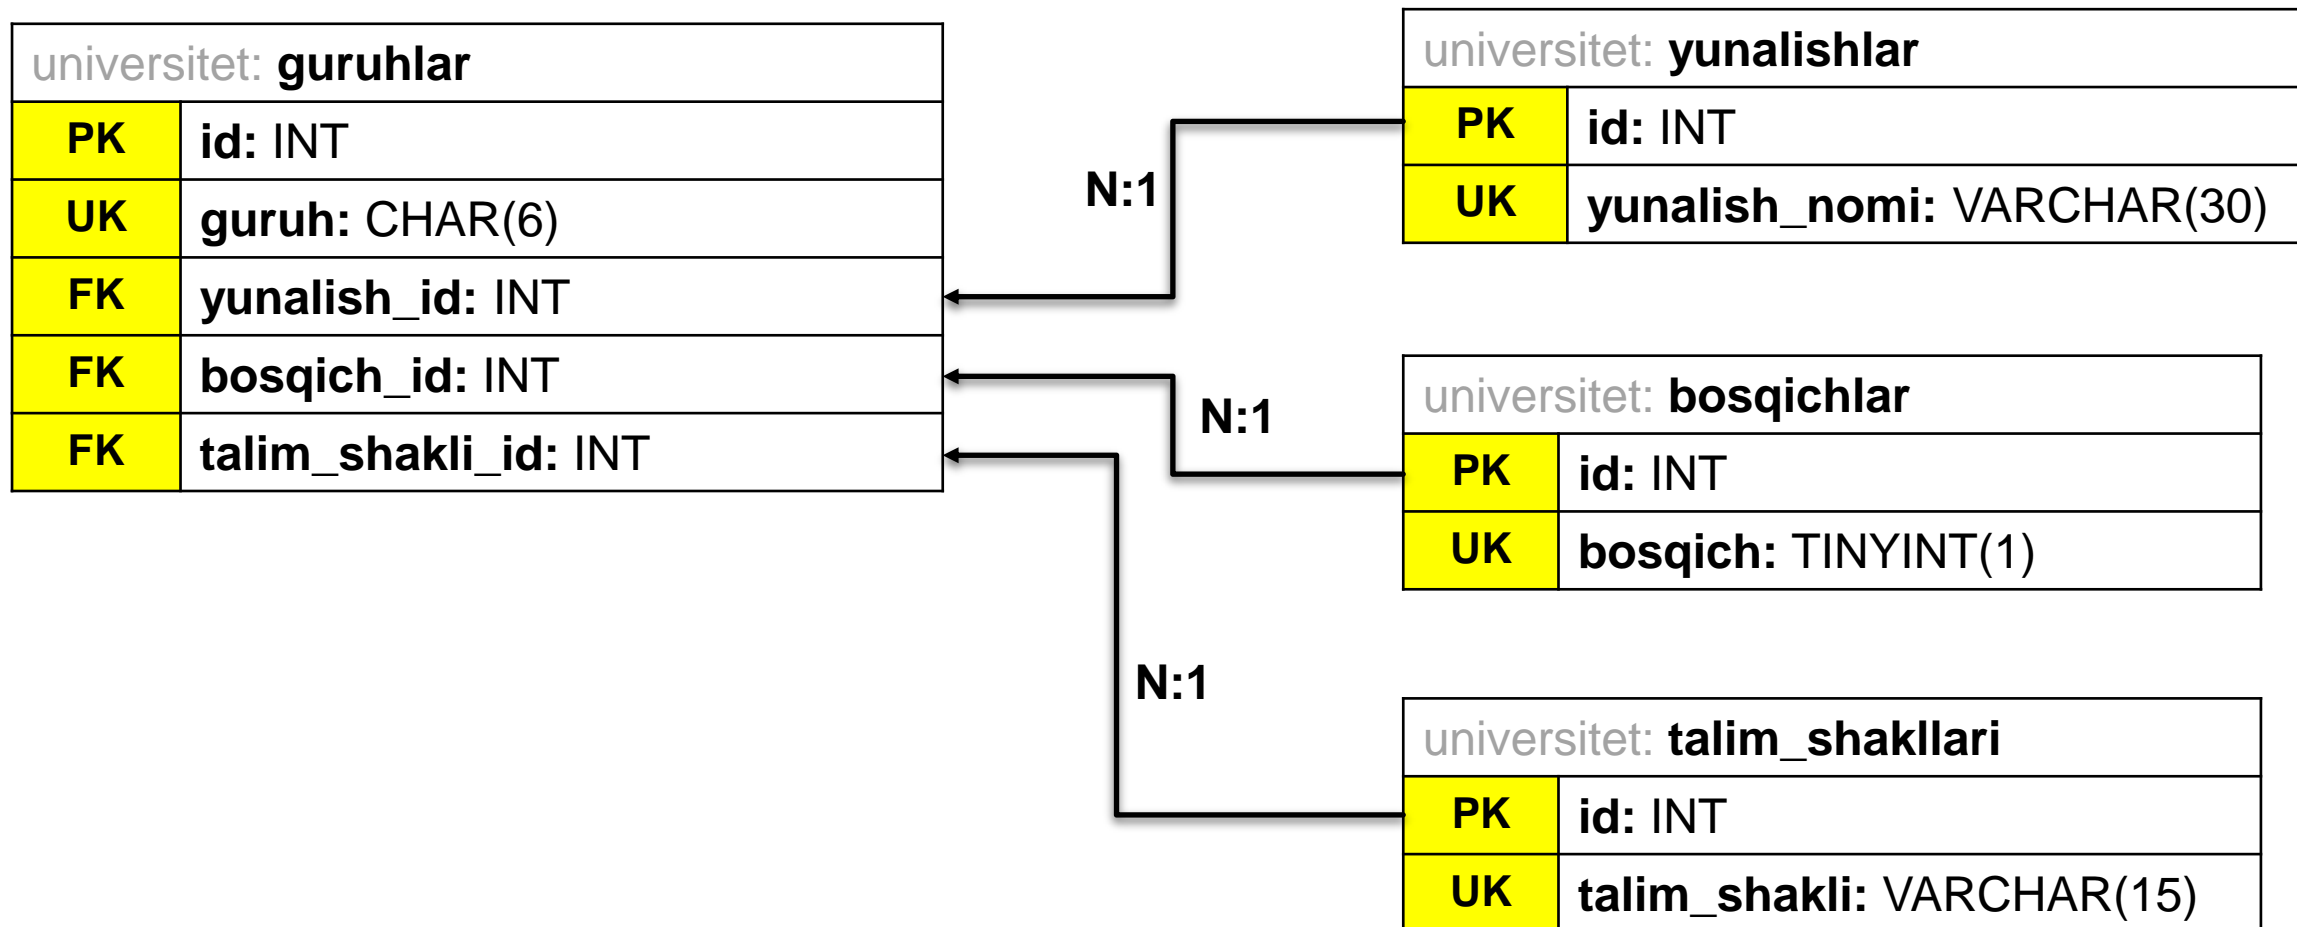 universitet: guruhlar
PK id: INT
UK guruh: CHAR(6)
FK yunalish_id: INT
FK bosqich_id: INT
FK talim_shakli_id: INT
N:1
universitet: yunalishlar
PK id: INT
UK yunalish_nomi: VARCHAR(30)
N:1
universitet: bosqichlar
PK id: INT
UK bosqich: TINYINT(1)
N:1
universitet: talim_shakllari
PK id: INT
UK talim_shakli: VARCHAR(15)